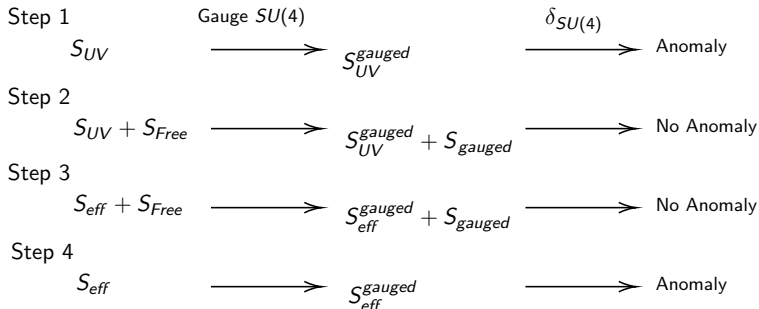 Step 1 Gauge SU(4) δ_{SU(4)}
S_{UV} S_{UV}^{gauged} Anomaly
Step 2
S_{UV} + S_{Free} S_{UV}^{gauged} + S_{gauged} No Anomaly
Step 3
S_{eff} + S_{Free} S_{eff}^{gauged} + S_{gauged} No Anomaly
Step 4
S_{eff} S_{eff}^{gauged} Anomaly